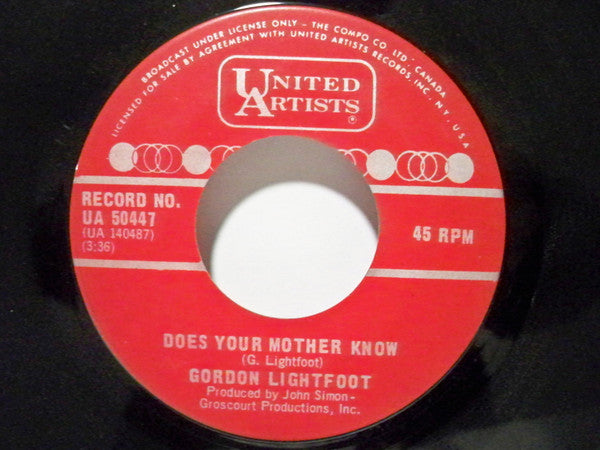 BROADCAST UNDER LICENSE ONLY - THE COMPO CO. LTD. CANADA
LICENSED FOR SALE BY AGREEMENT WITH UNITED ARTISTS RECORDS, INC. N.Y. U.S.A
UNITED
ARTISTS
®
RECORD NO.
UA 50447
(UA 140487)
(3:36)
45 RPM
DOES YOUR MOTHER KNOW
(G. Lightfoot)
GORDON LIGHTFOOT
Produced by John Simon-
Groscourt Productions, Inc.